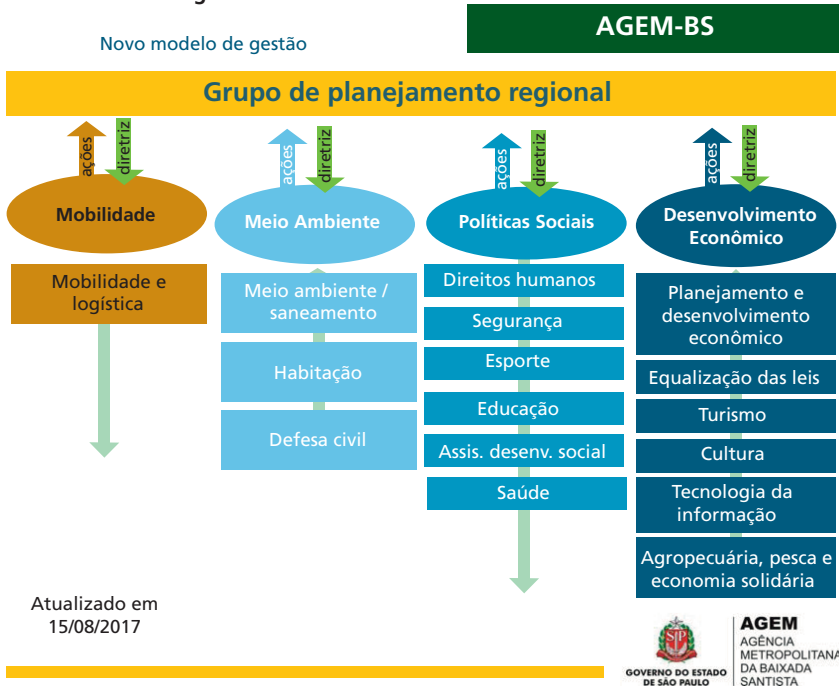 AGEM-BS
Novo modelo de gestão
Grupo de planejamento regional
ações
diretriz
ações
diretriz
ações
diretriz
ações
diretriz
Mobilidade
Meio Ambiente
Políticas Sociais
Desenvolvimento
Econômico
Mobilidade e
logística
Meio ambiente /
saneamento
Habitação
Defesa civil
Direitos humanos
Segurança
Esporte
Educação
Assis. desenv. social
Saúde
Planejamento e
desenvolvimento
econômico
Equalização das leis
Turismo
Cultura
Tecnologia da
informação
Agropecuária, pesca e
economia solidária
Atualizado em
15/08/2017
GOVERNO DO ESTADO
DE SÃO PAULO
AGEM
AGÊNCIA
METROPOLITANA
DA BAIXADA
SANTISTA